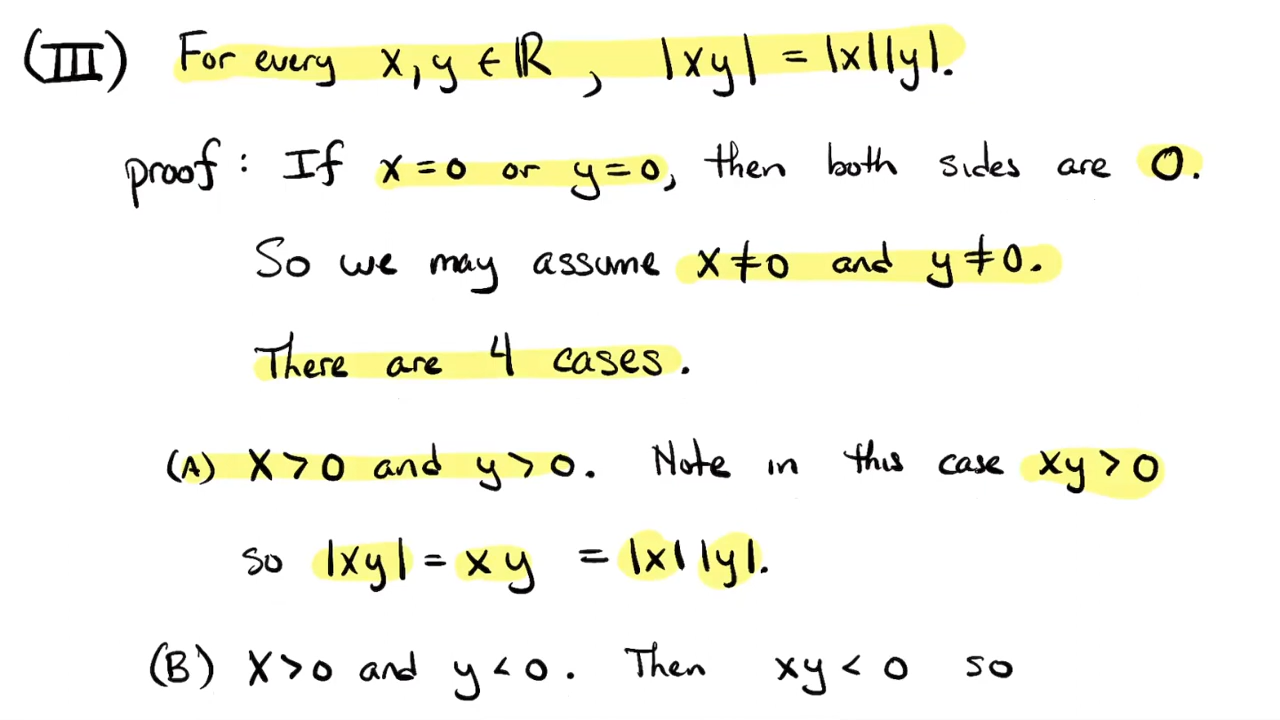 (III) For every x, y ∈ ℝ, |xy| = |x||y|.
proof: If x = 0 or y = 0, then both sides are 0.
So we may assume x ≠ 0 and y ≠ 0.
There are 4 cases.
(A) x > 0 and y > 0. Note in this case xy > 0
so |xy| = xy = |x| |y|.
(B) x > 0 and y < 0. Then xy < 0 so